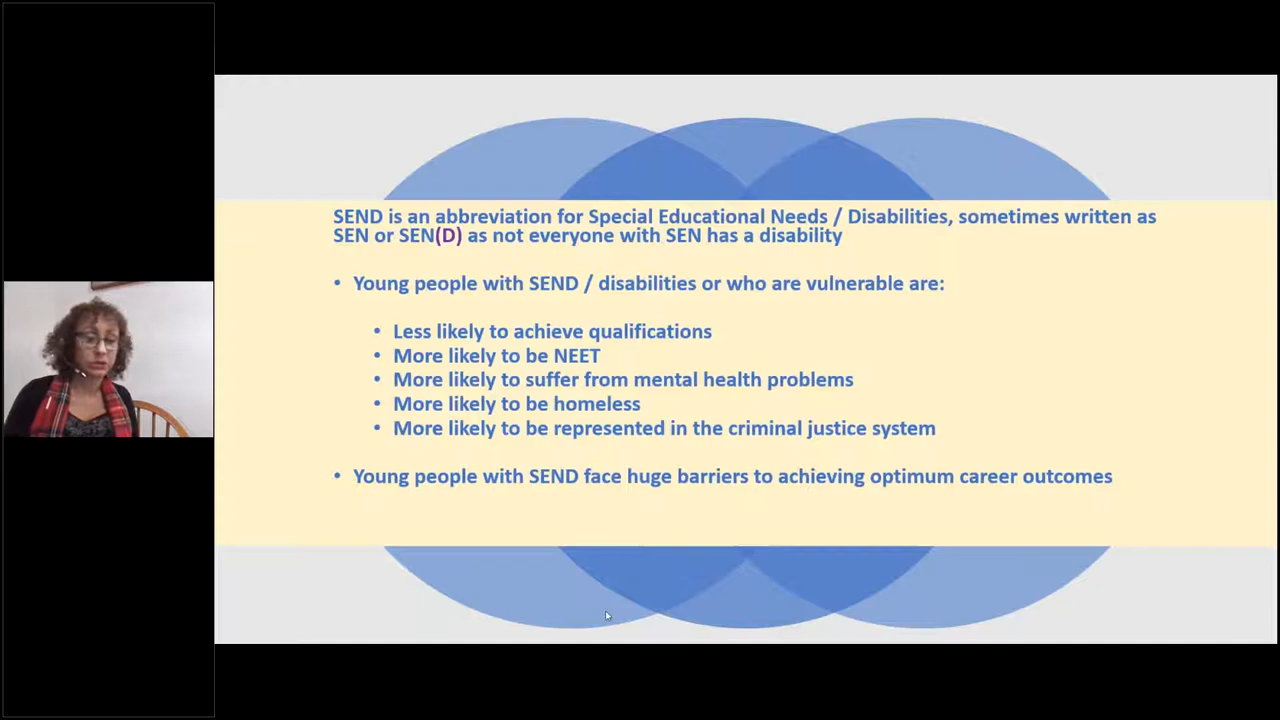 SEND is an abbreviation for Special Educational Needs / Disabilities, sometimes written as
SEN or SEN(D) as not everyone with SEN has a disability
• Young people with SEND / disabilities or who are vulnerable are:
• Less likely to achieve qualifications
• More likely to be NEET
• More likely to suffer from mental health problems
• More likely to be homeless
• More likely to be represented in the criminal justice system
• Young people with SEND face huge barriers to achieving optimum career outcomes